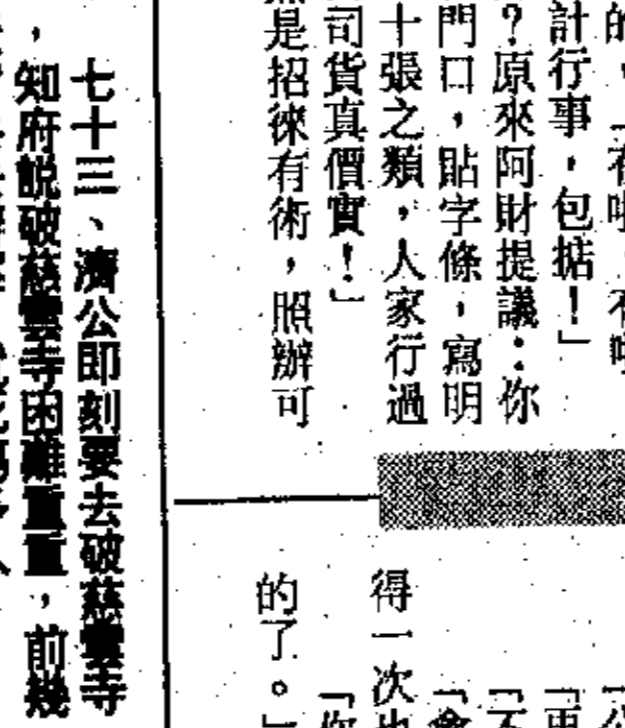 計行事，包掂！」
？原來阿財提議：你
門口，貼字條，寫明
十張之類，人家行過
司貨真價實！」
是招徠有術，照辦可
得一次
的了。」
七十三、濟公即刻要去破慈雲寺
，知府說破慈雲寺困難重重，前幾